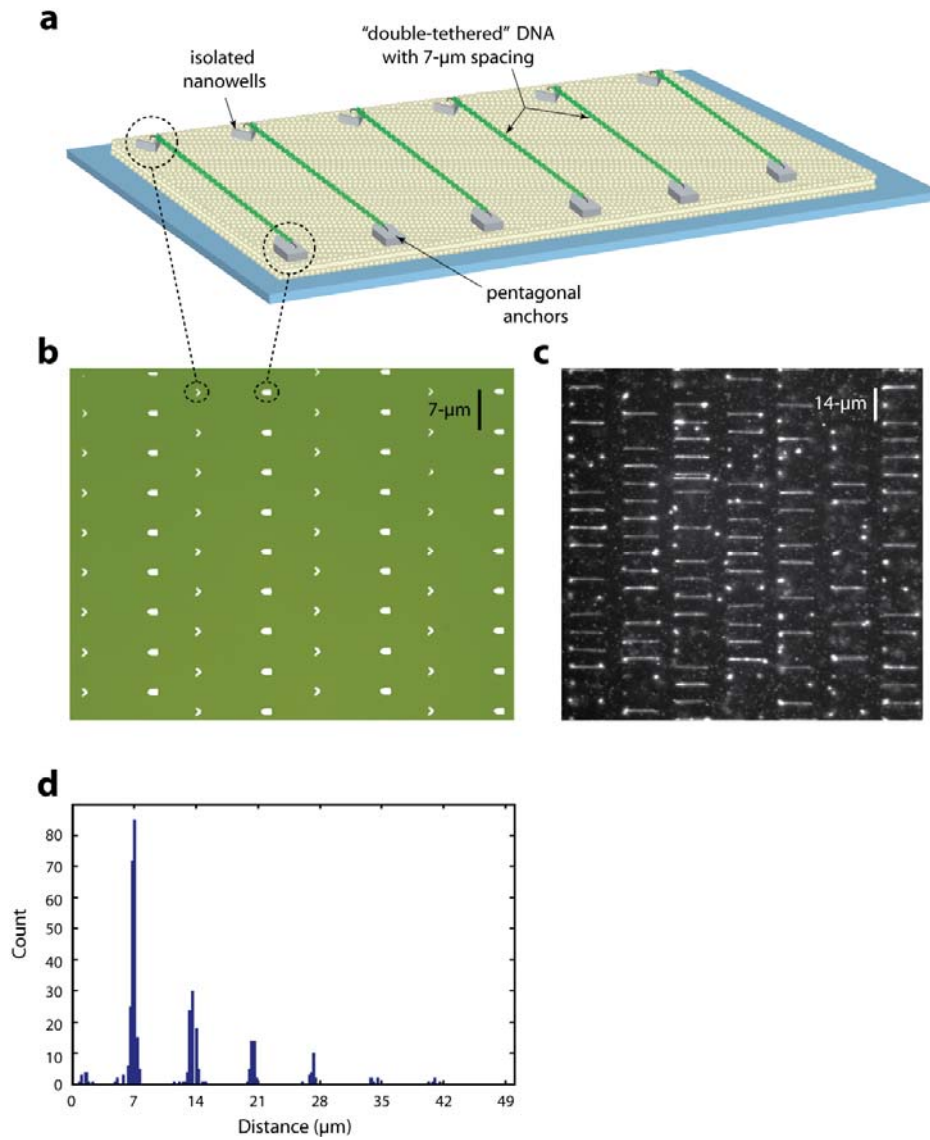 a
“double-tethered” DNA
with 7-μm spacing
isolated
nanowells
pentagonal
anchors
b
7-μm
c
14-μm
d
80
70
60
50
40
30
20
10
0
Count
0 7 14 21 28 35 42 49
Distance (μm)